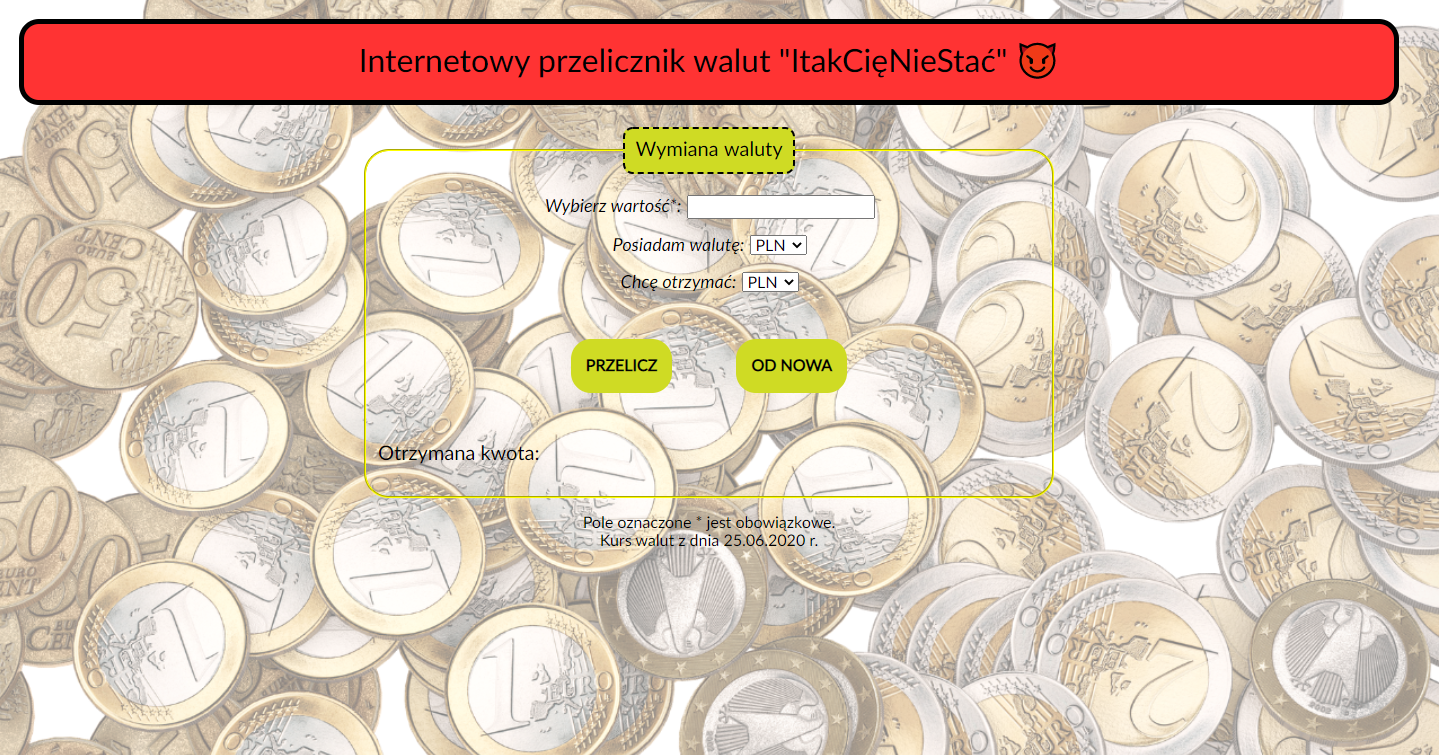 Internetowy przelicznik walut "ItakCięNieStać" 😈
Wymiana waluty
Wybierz wartość*:
Posiadam walutę: PLN
Chcę otrzymać: PLN
PRZELICZ OD NOWA
Otrzymana kwota:
Pole oznaczone * jest obowiązkowe.
Kurs walut z dnia 25.06.2020 r.